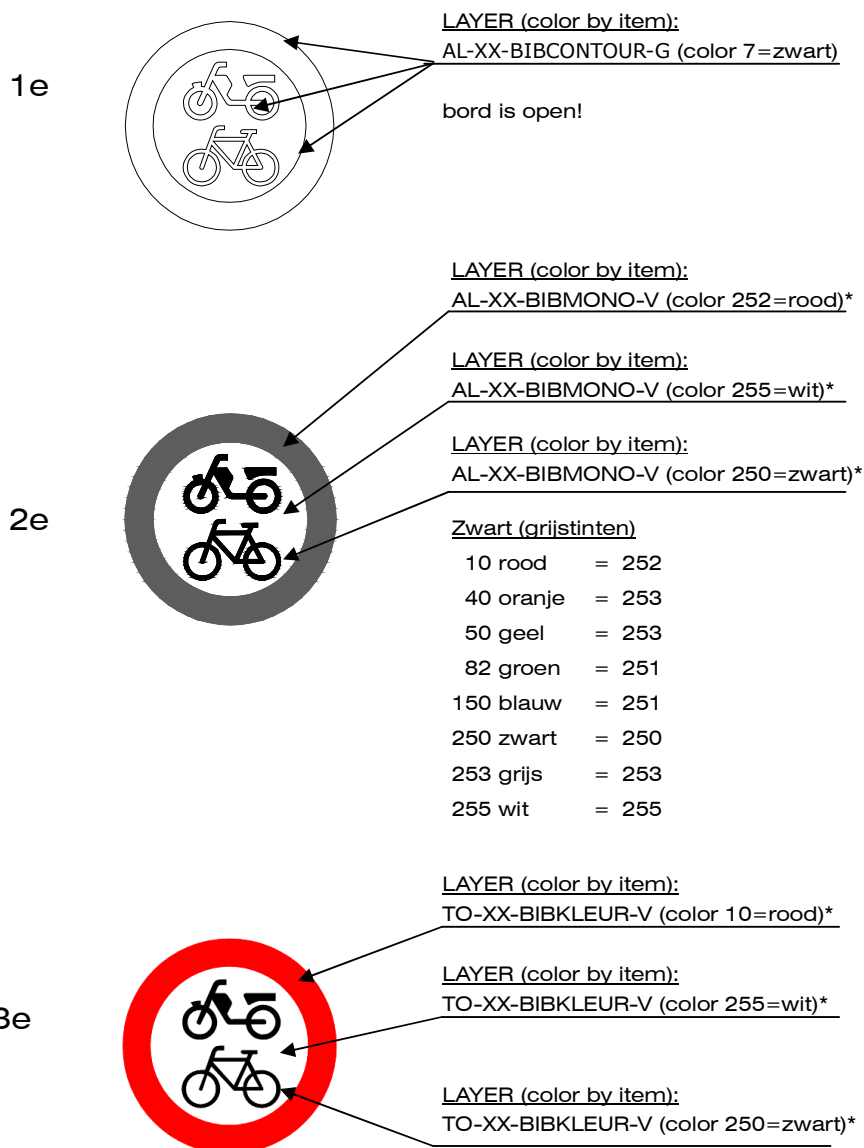 LAYER (color by item):
AL-XX-BIBCONTOUR-G (color 7=zwart)
1e
bord is open!
LAYER (color by item):
AL-XX-BIBMONO-V (color 252=rood)*
LAYER (color by item):
AL-XX-BIBMONO-V (color 255=wit)*
LAYER (color by item):
AL-XX-BIBMONO-V (color 250=zwart)*
2e
Zwart (grijstinten)
10 rood = 252
40 oranje = 253
50 geel = 253
82 groen = 251
150 blauw = 251
250 zwart = 250
253 grijs = 253
255 wit = 255
LAYER (color by item):
TO-XX-BIBKLEUR-V (color 10=rood)*
LAYER (color by item):
TO-XX-BIBKLEUR-V (color 255=wit)*
3e
LAYER (color by item):
TO-XX-BIBKLEUR-V (color 250=zwart)*